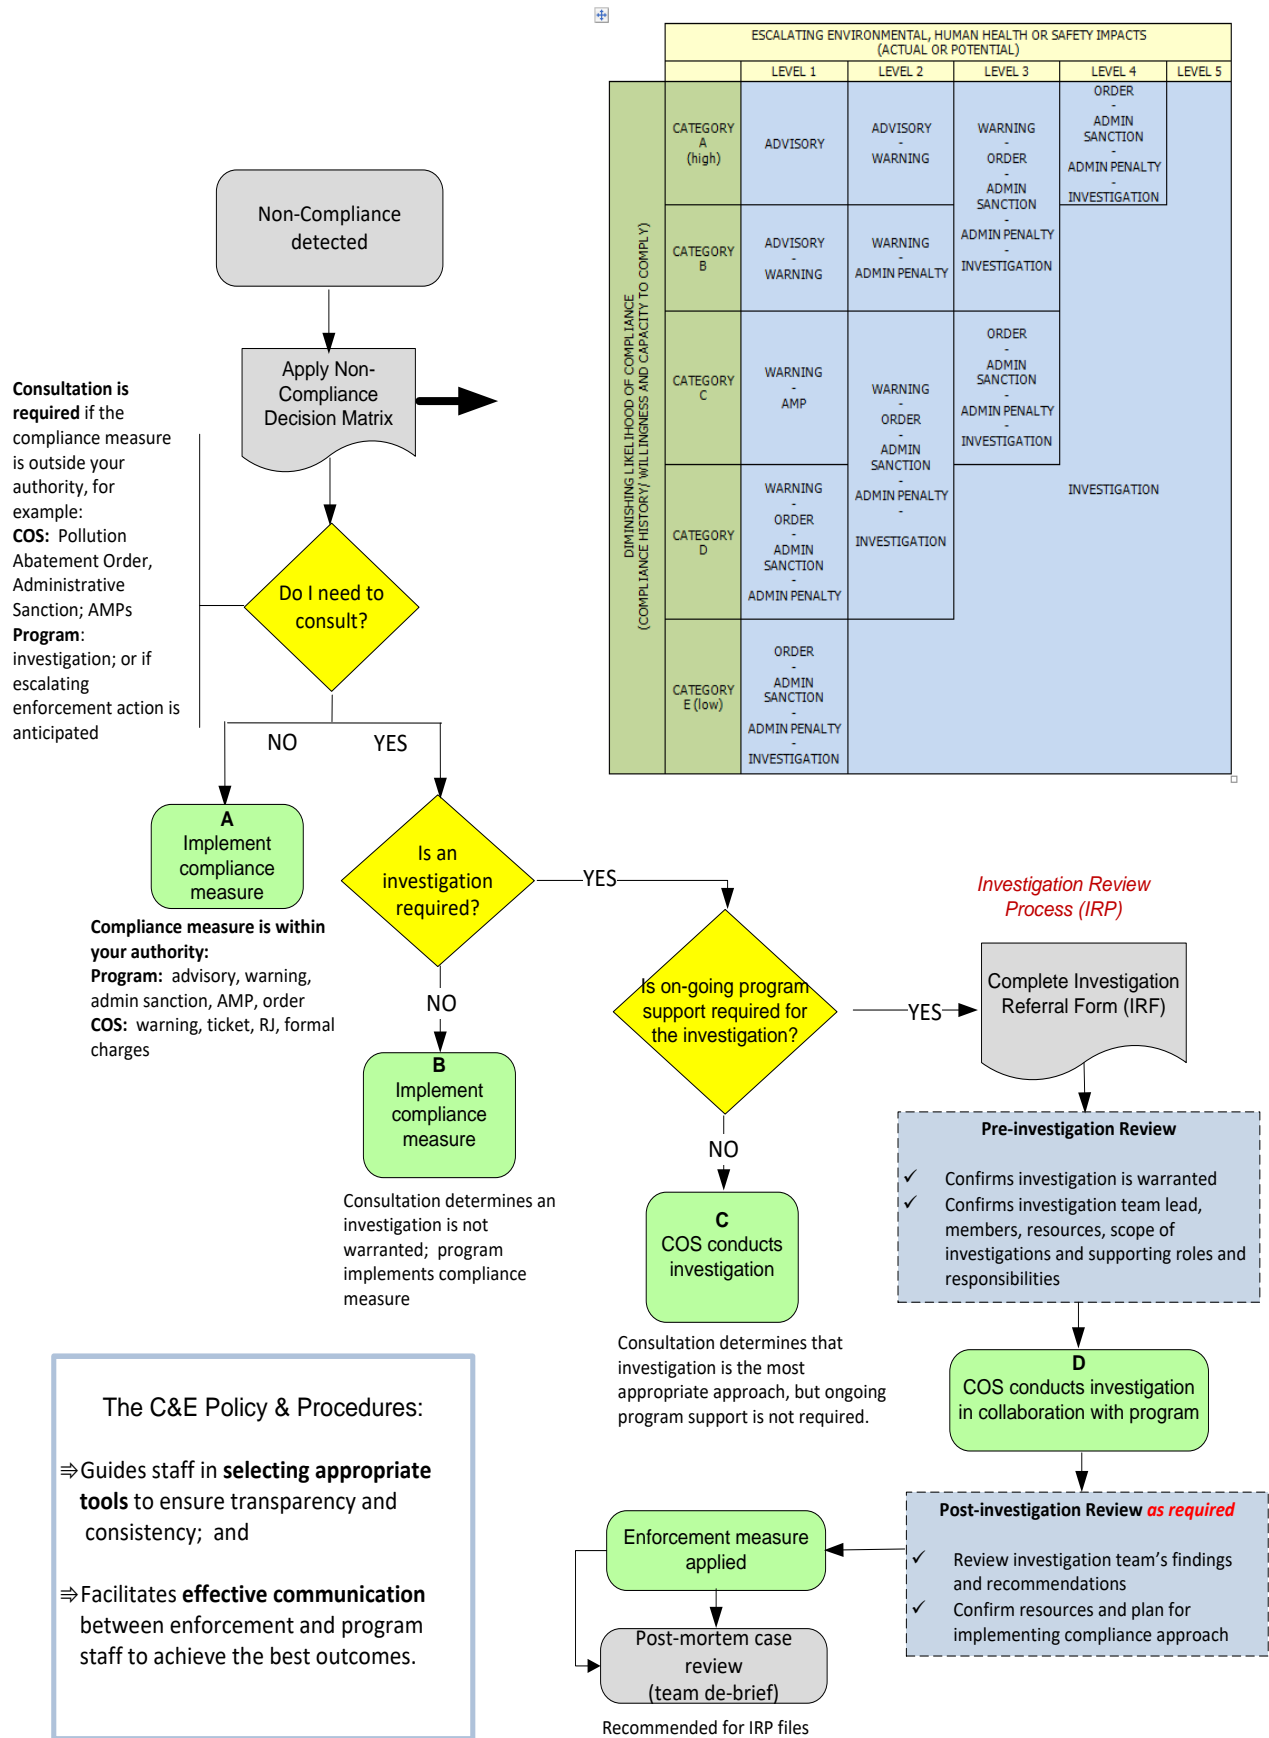 ESCALATING ENVIRONMENTAL, HUMAN HEALTH OR SAFETY IMPACTS
(ACTUAL OR POTENTIAL)
LEVEL 1
LEVEL 2
LEVEL 3
LEVEL 4
LEVEL 5
DIMINISHING LIKELIHOOD OF COMPLIANCE
(COMPLIANCE HISTORY/ WILLINGNESS AND CAPACITY TO COMPLY)
CATEGORY
A
(high)
ADVISORY
ADVISORY
-
WARNING
WARNING
-
ORDER
-
ADMIN
SANCTION
-
ADMIN PENALTY
-
INVESTIGATION
ORDER
-
ADMIN
SANCTION
-
ADMIN PENALTY
-
INVESTIGATION
CATEGORY
B
ADVISORY
-
WARNING
WARNING
-
ADMIN PENALTY
CATEGORY
C
WARNING
-
AMP
WARNING
-
ORDER
-
ADMIN
SANCTION
-
ADMIN PENALTY
-
INVESTIGATION
ORDER
-
ADMIN
SANCTION
-
ADMIN PENALTY
-
INVESTIGATION
INVESTIGATION
CATEGORY
D
WARNING
-
ORDER
-
ADMIN
SANCTION
-
ADMIN PENALTY
CATEGORY
E (low)
ORDER
-
ADMIN
SANCTION
-
ADMIN PENALTY
-
INVESTIGATION
Non-Compliance
detected
Apply Non-
Compliance
Decision Matrix
Consultation is
required if the
compliance measure
is outside your
authority, for
example:
COS: Pollution
Abatement Order,
Administrative
Sanction; AMPs
Program:
investigation; or if
escalating
enforcement action is
anticipated
Do I need to
consult?
NO
YES
A
Implement
compliance
measure
Compliance measure is within
your authority:
Program: advisory, warning,
admin sanction, AMP, order
COS: warning, ticket, RJ, formal
charges
Is an
investigation
required?
YES
NO
B
Implement
compliance
measure
Consultation determines an
investigation is not
warranted; program
implements compliance
measure
Is on-going program
support required for
the investigation?
YES
NO
C
COS conducts
investigation
Consultation determines that
investigation is the most
appropriate approach, but ongoing
program support is not required.
Investigation Review
Process (IRP)
Complete Investigation
Referral Form (IRF)
Pre-investigation Review
✓ Confirms investigation is warranted
✓ Confirms investigation team lead,
members, resources, scope of
investigations and supporting roles and
responsibilities
D
COS conducts investigation
in collaboration with program
Post-investigation Review as required
✓ Review investigation team's findings
and recommendations
✓ Confirm resources and plan for
implementing compliance approach
Enforcement measure
applied
Post-mortem case
review
(team de-brief)
Recommended for IRP files
The C&E Policy & Procedures:
⇛Guides staff in selecting appropriate
tools to ensure transparency and
consistency; and
⇛Facilitates effective communication
between enforcement and program
staff to achieve the best outcomes.